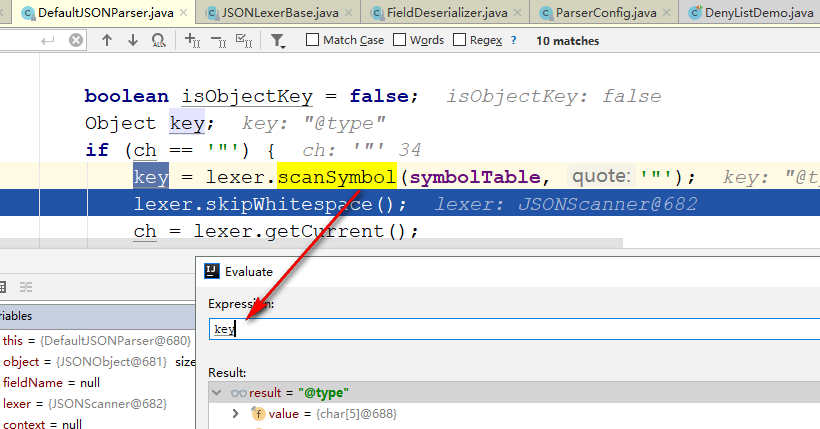 DefaultJSONParser.java × JSONLexerBase.java × FieldDeserializer.java × ParserConfig.java × DenyListDemo.java
Match Case Words Regex ? 10 matches
boolean isObjectKey = false; isObjectKey: false
Object key; key: "@type"
if (ch == '"') { ch: '"' 34
key = lexer.scanSymbol(symbolTable, quote: '"'); key: "@ty
lexer.skipWhitespace(); lexer: JSONScanner@682
ch = lexer.getCurrent();
Evaluate
Expression:
key
riables
this = {DefaultJSONParser@680}
object = {JSONObject@681} size
fieldName = null
lexer = {JSONScanner@682}
context = null
Result:
result = "@type"
f value = {char[5]@688}